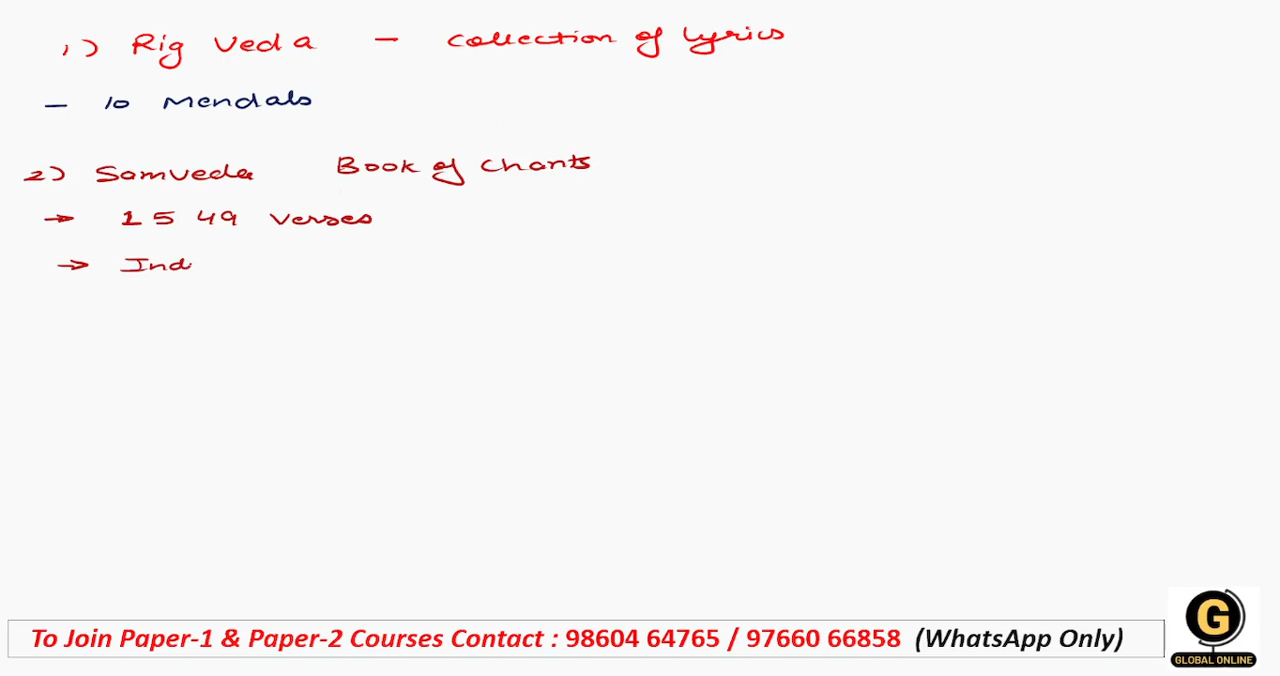 1) Rig Veda - collection of lyrics
- 10 Mendals
2) Samveda Book of Chants
→ 1549 verses
→ Ind
To Join Paper-1 & Paper-2 Courses Contact : 98604 64765 / 97660 66858 (WhatsApp Only)
G
GLOBAL ONLINE